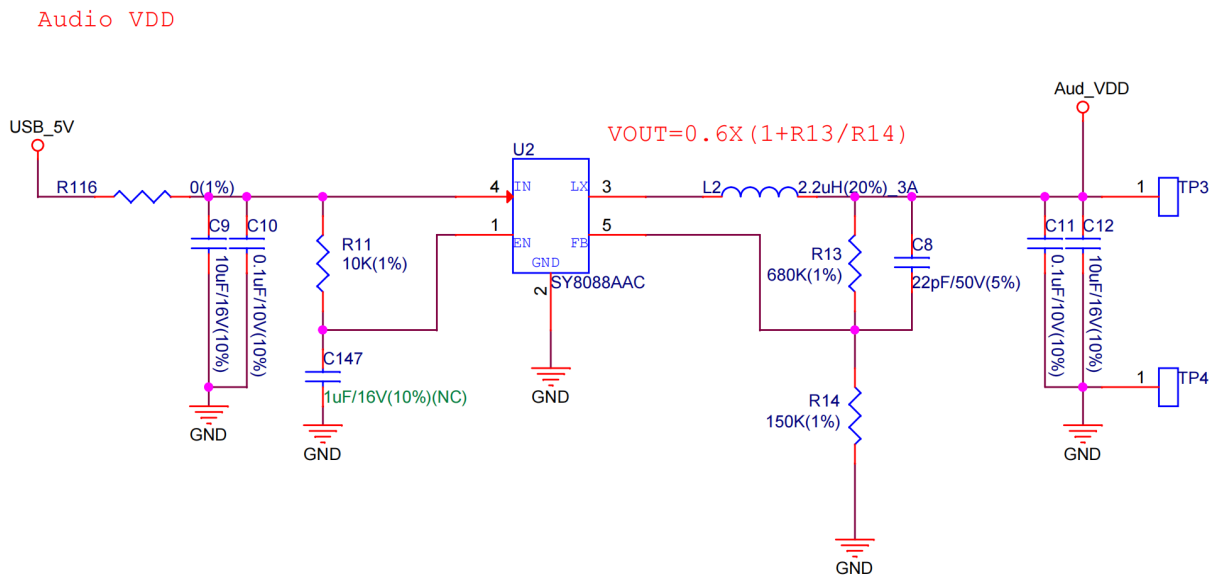 Audio VDD
USB_5V
Aud_VDD
VOUT=0.6X(1+R13/R14)
U2
R116
0(1%)
4
IN
LX
3
L2
2.2uH(20%)_3A
1
TP3
C9
10uF/16V(10%)
C10
0.1uF/10V(10%)
R11
10K(1%)
1
EN
FB
5
GND
2
SY8088AAC
R13
680K(1%)
C8
22pF/50V(5%)
C11
0.1uF/10V(10%)
C12
10uF/16V(10%)
C147
1uF/16V(10%)(NC)
R14
150K(1%)
1
TP4
GND
GND
GND
GND
GND